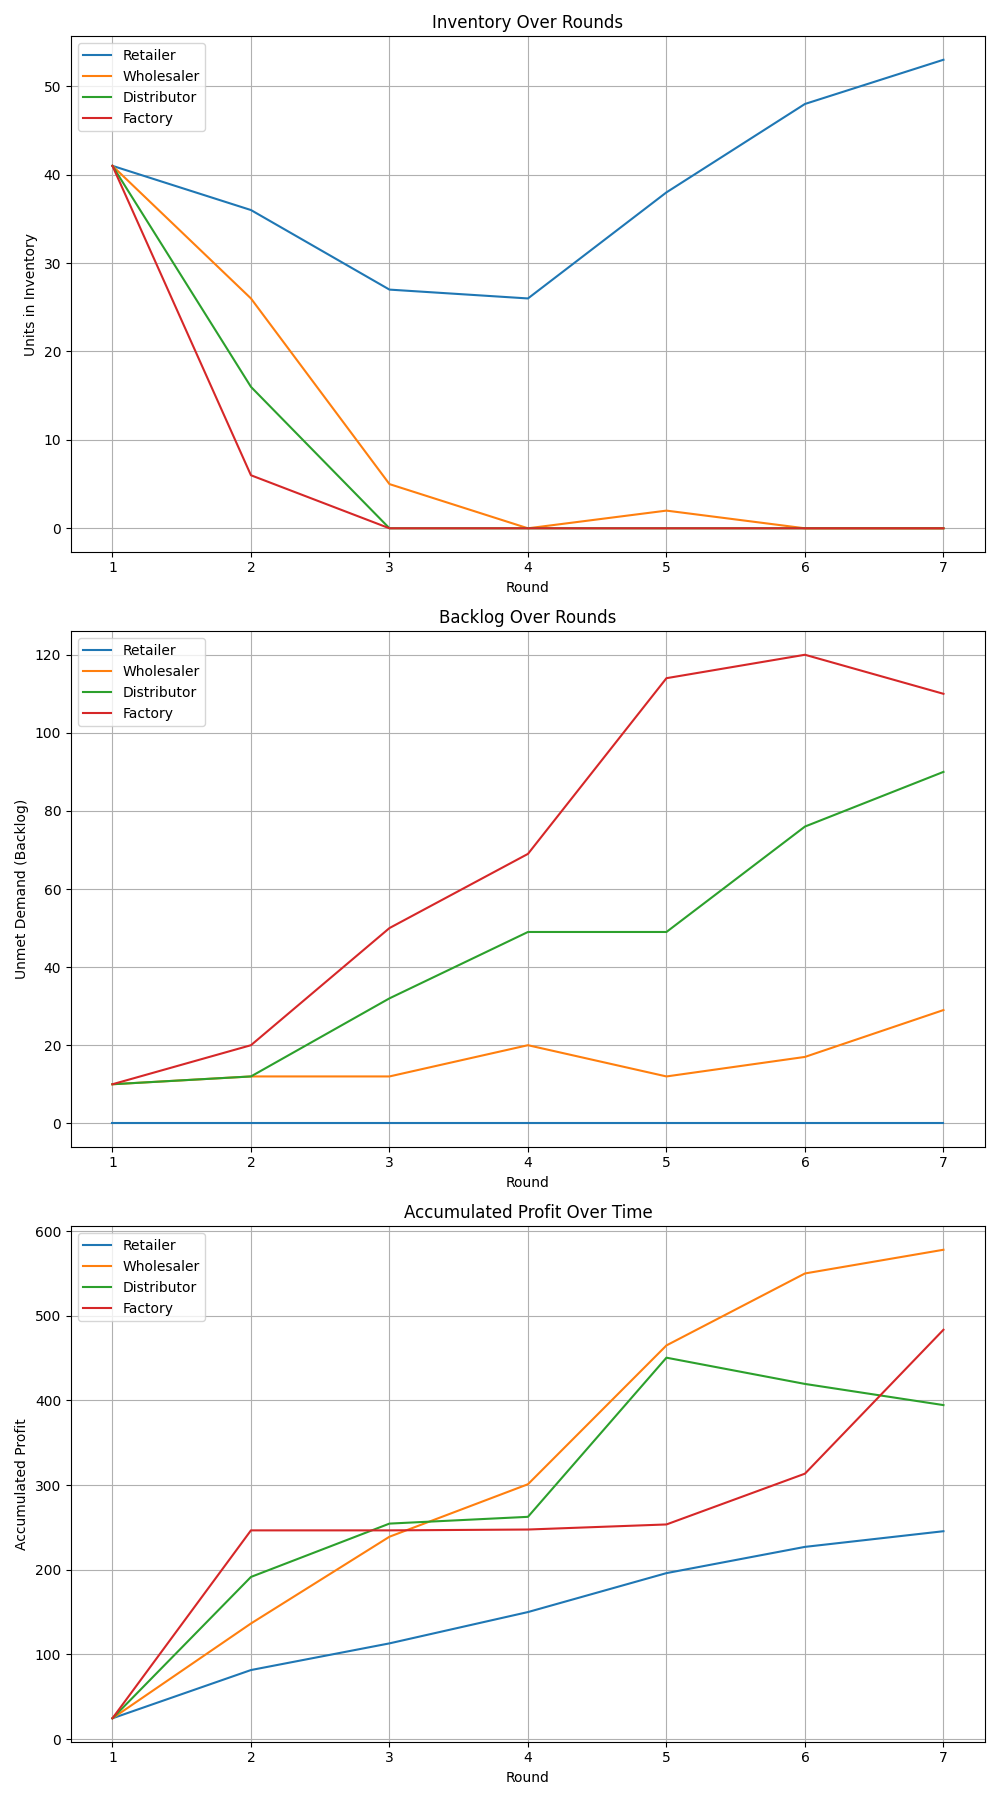 Inventory Over Rounds
Retailer
Wholesaler
Distributor
Factory
Units in Inventory
50
40
30
20
10
0
1 2 3 4 5 6 7
Round
Backlog Over Rounds
Retailer
Wholesaler
Distributor
Factory
Unmet Demand (Backlog)
120
100
80
60
40
20
0
1 2 3 4 5 6 7
Round
Accumulated Profit Over Time
Retailer
Wholesaler
Distributor
Factory
Accumulated Profit
600
500
400
300
200
100
0
1 2 3 4 5 6 7
Round